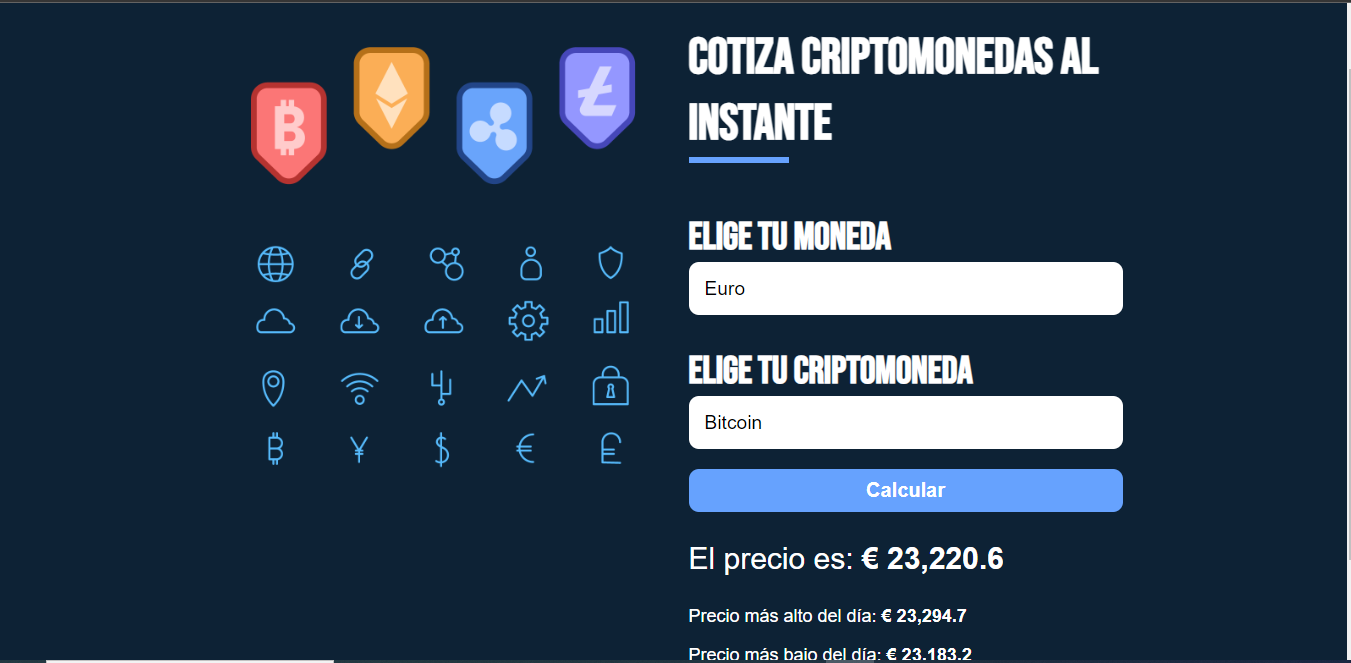 COTIZA CRIPTOMONEDAS AL
INSTANTE
ELIGE TU MONEDA
Euro
ELIGE TU CRIPTOMONEDA
Bitcoin
Calcular
El precio es: € 23,220.6
Precio más alto del día: € 23,294.7
Precio más bajo del día: € 23,183.2